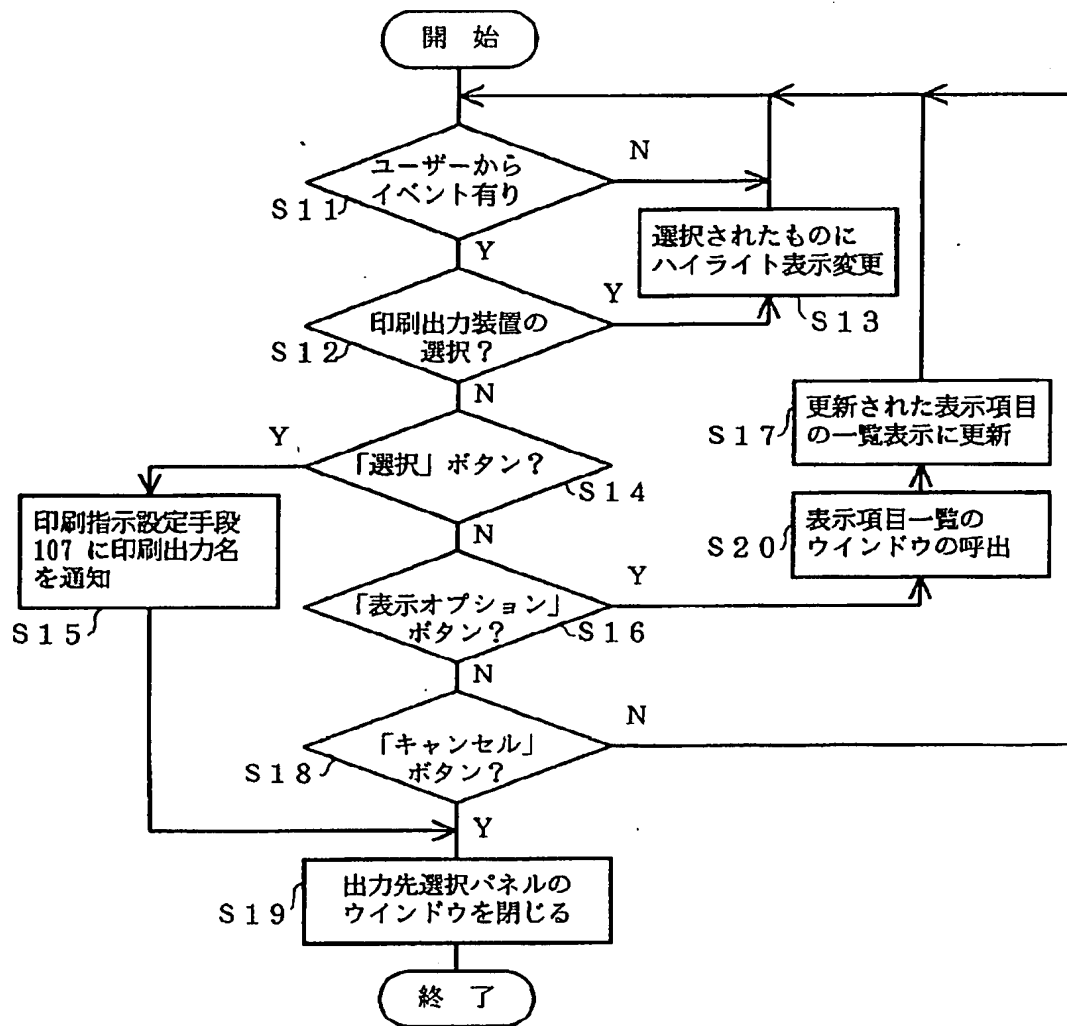 開 始
ユーザーから
イベント有り
N
S11
Y
選択されたものに
ハイライト表示変更
S13
Y
印刷出力装置の
選択？
S12
N
更新された表示項目
の一覧表示に更新
S17
Y
「選択」ボタン？
S14
印刷指示設定手段
107 に印刷出力名
を通知
S15
N
表示項目一覧の
ウインドウの呼出
S20
Y
「表示オプション」
ボタン？
S16
N
N
「キャンセル」
ボタン？
S18
Y
出力先選択パネルの
ウインドウを閉じる
S19
終 了